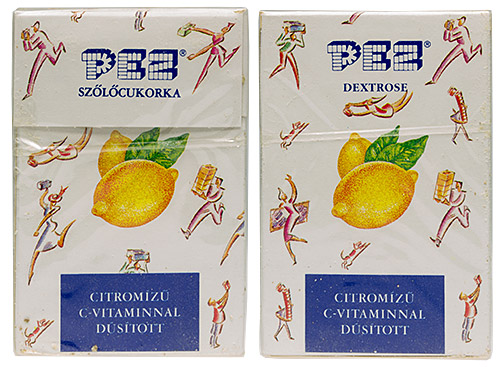 PEZ®
SZŐLŐCUKORKA
CITROMÍZŰ
C-VITAMINNAL
DÚSÍTOTT
PEZ®
DEXTROSE
CITROMÍZŰ
C-VITAMINNAL
DÚSÍTOTT